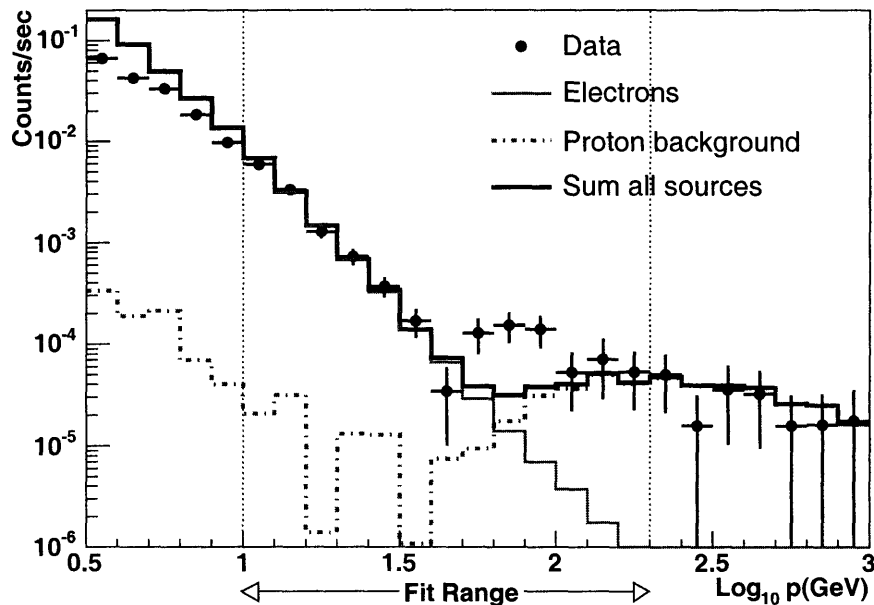 Counts/sec
10⁻¹
10⁻²
10⁻³
10⁻⁴
10⁻⁵
10⁻⁶
Data
Electrons
Proton background
Sum all sources
0.5
1
1.5
2
2.5
3
Fit Range
Log₁₀ p(GeV)